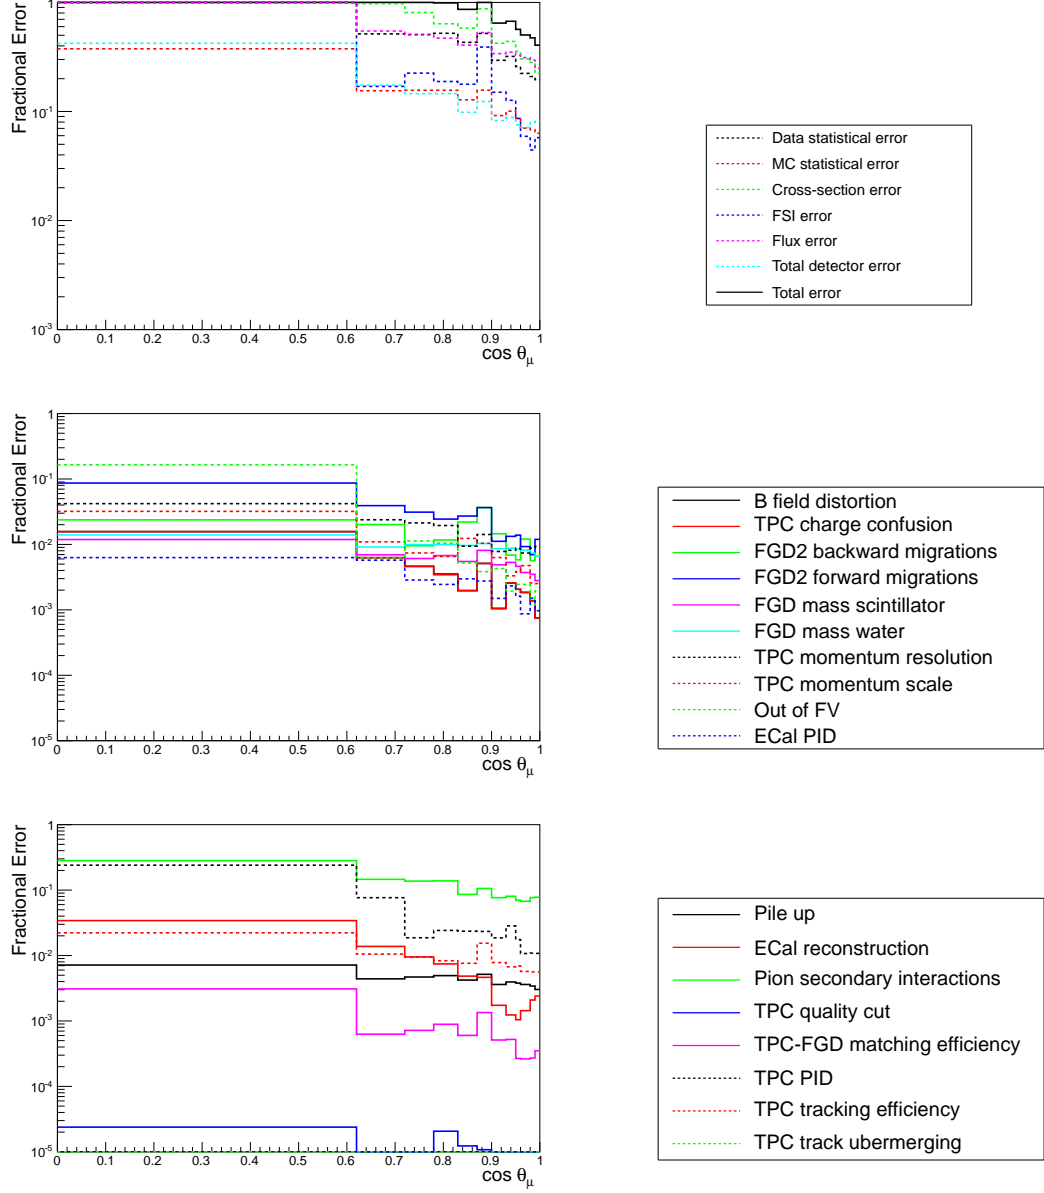 Fractional Error
1
10-1
10-2
10-3
0 0.1 0.2 0.3 0.4 0.5 0.6 0.7 0.8 0.9 1
cos θμ
Data statistical error
MC statistical error
Cross-section error
FSI error
Flux error
Total detector error
Total error
Fractional Error
1
10-1
10-2
10-3
10-4
10-5
0 0.1 0.2 0.3 0.4 0.5 0.6 0.7 0.8 0.9 1
cos θμ
B field distortion
TPC charge confusion
FGD2 backward migrations
FGD2 forward migrations
FGD mass scintillator
FGD mass water
TPC momentum resolution
TPC momentum scale
Out of FV
ECal PID
Fractional Error
1
10-1
10-2
10-3
10-4
10-5
0 0.1 0.2 0.3 0.4 0.5 0.6 0.7 0.8 0.9 1
cos θμ
Pile up
ECal reconstruction
Pion secondary interactions
TPC quality cut
TPC-FGD matching efficiency
TPC PID
TPC tracking efficiency
TPC track ubermerging